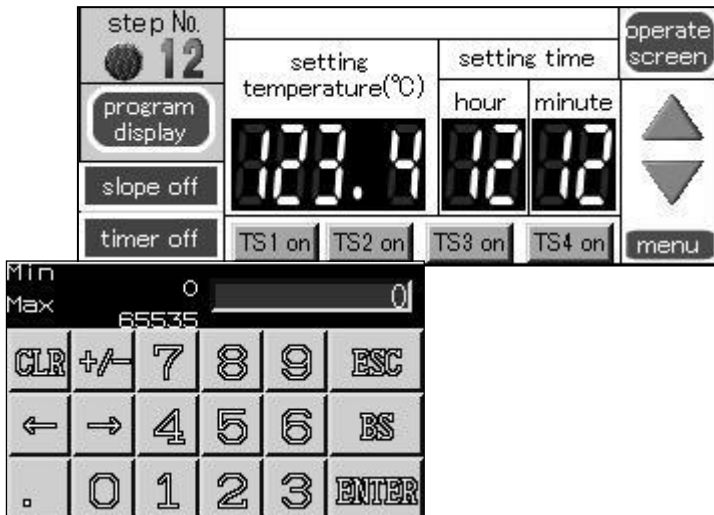 step No.
12
program
display
slope off
timer off
setting
temperature(℃)
123.4
setting time
hour minute
12 12
TS1 on TS2 on TS3 on TS4 on
operate
screen
menu
Min 0
Max 65535
0
CLR +/- 7 8 9 ESC
← → 4 5 6 BS
. 0 1 2 3 ENTER